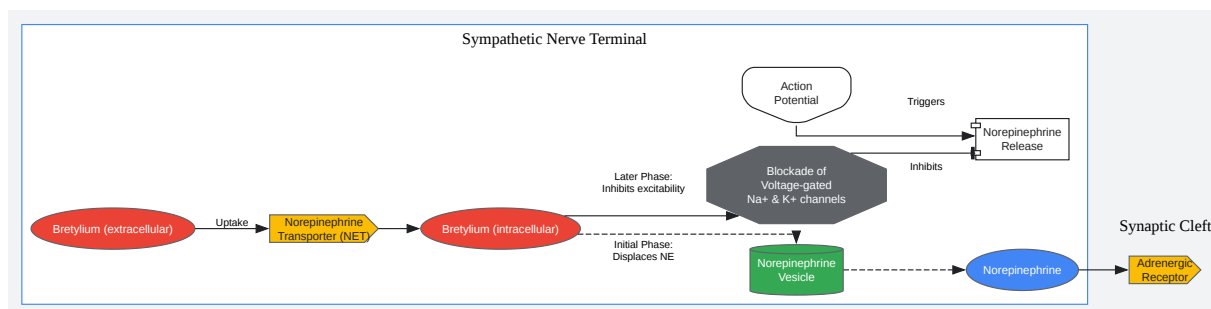 Sympathetic Nerve Terminal
Action
Potential
Triggers
Norepinephrine
Release
Inhibits
Blockade of
Voltage-gated
Na+ & K+ channels
Later Phase:
Inhibits excitability
Bretylium (extracellular)
Uptake
Norepinephrine
Transporter (NET)
Bretylium (intracellular)
Initial Phase:
Displaces NE
Norepinephrine
Vesicle
Norepinephrine
Synaptic Cleft
Adrenergic
Receptor